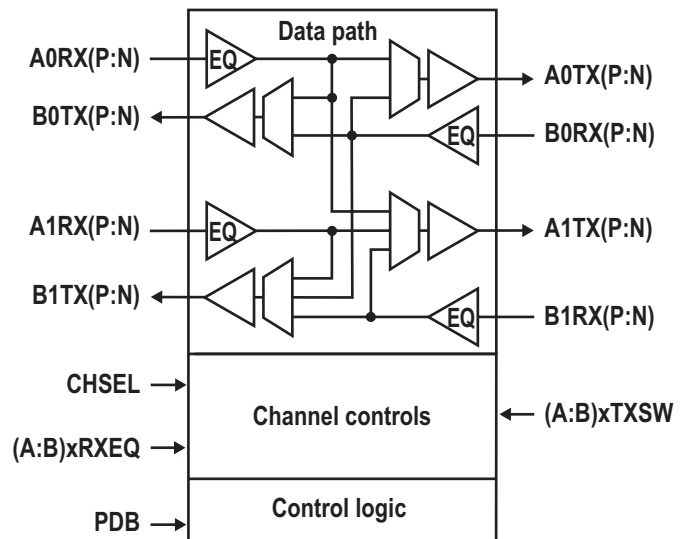 Data path
A0RX(P:N)
EQ
A0TX(P:N)
B0TX(P:N)
EQ
B0RX(P:N)
A1RX(P:N)
EQ
A1TX(P:N)
B1TX(P:N)
EQ
B1RX(P:N)
CHSEL
Channel controls
(A:B)xTXSW
(A:B)xRXEQ
Control logic
PDB